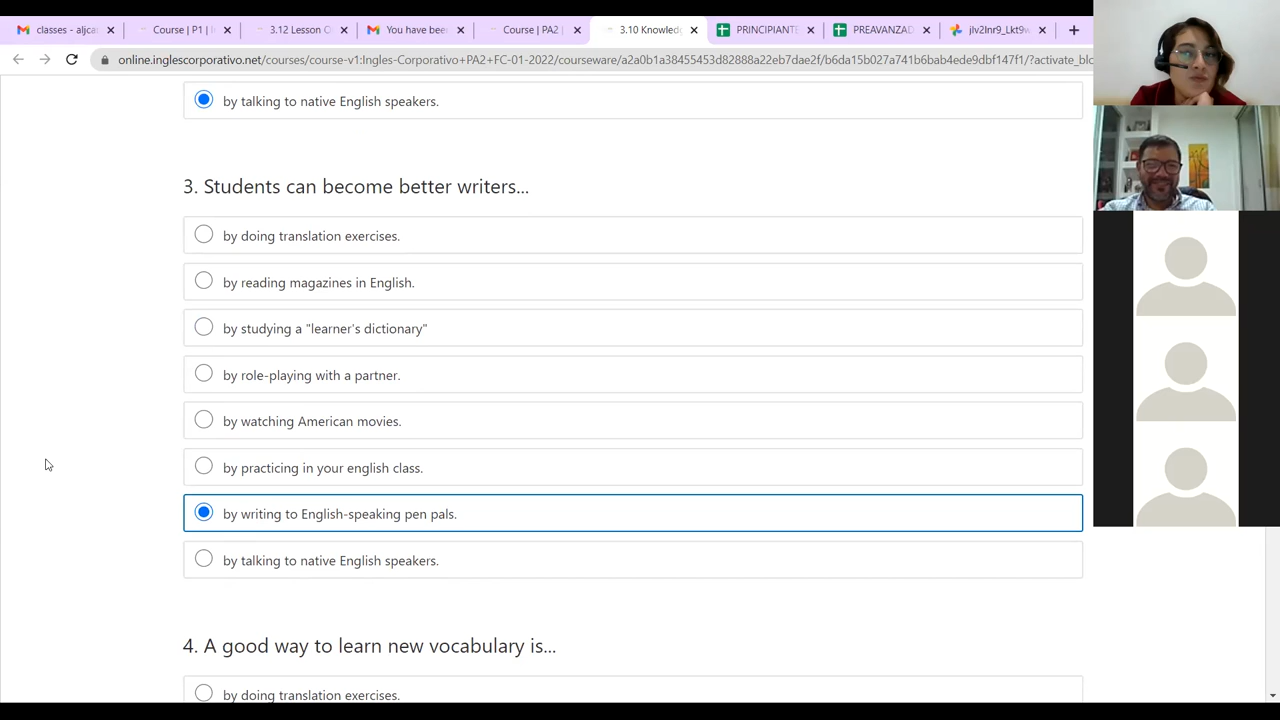 classes - aljca
Course | P1 |
3.12 Lesson O
You have bee
Course | PA2 |
3.10 Knowled
PRINCIPIANTE
PREAVANZAD
jlv2lnr9_Lkt9w
online.inglescorporativo.net/courses/course-v1:Ingles-Corporativo+PA2+FC-01-2022/courseware/a2a0b1a38455453d82888a22eb7dae2f/b6da15b027a741b6bab4ede9dbf147f1/?activate_blo
by talking to native English speakers.
3. Students can become better writers...
by doing translation exercises.
by reading magazines in English.
by studying a "learner's dictionary"
by role-playing with a partner.
by watching American movies.
by practicing in your english class.
by writing to English-speaking pen pals.
by talking to native English speakers.
4. A good way to learn new vocabulary is...
by doing translation exercises.